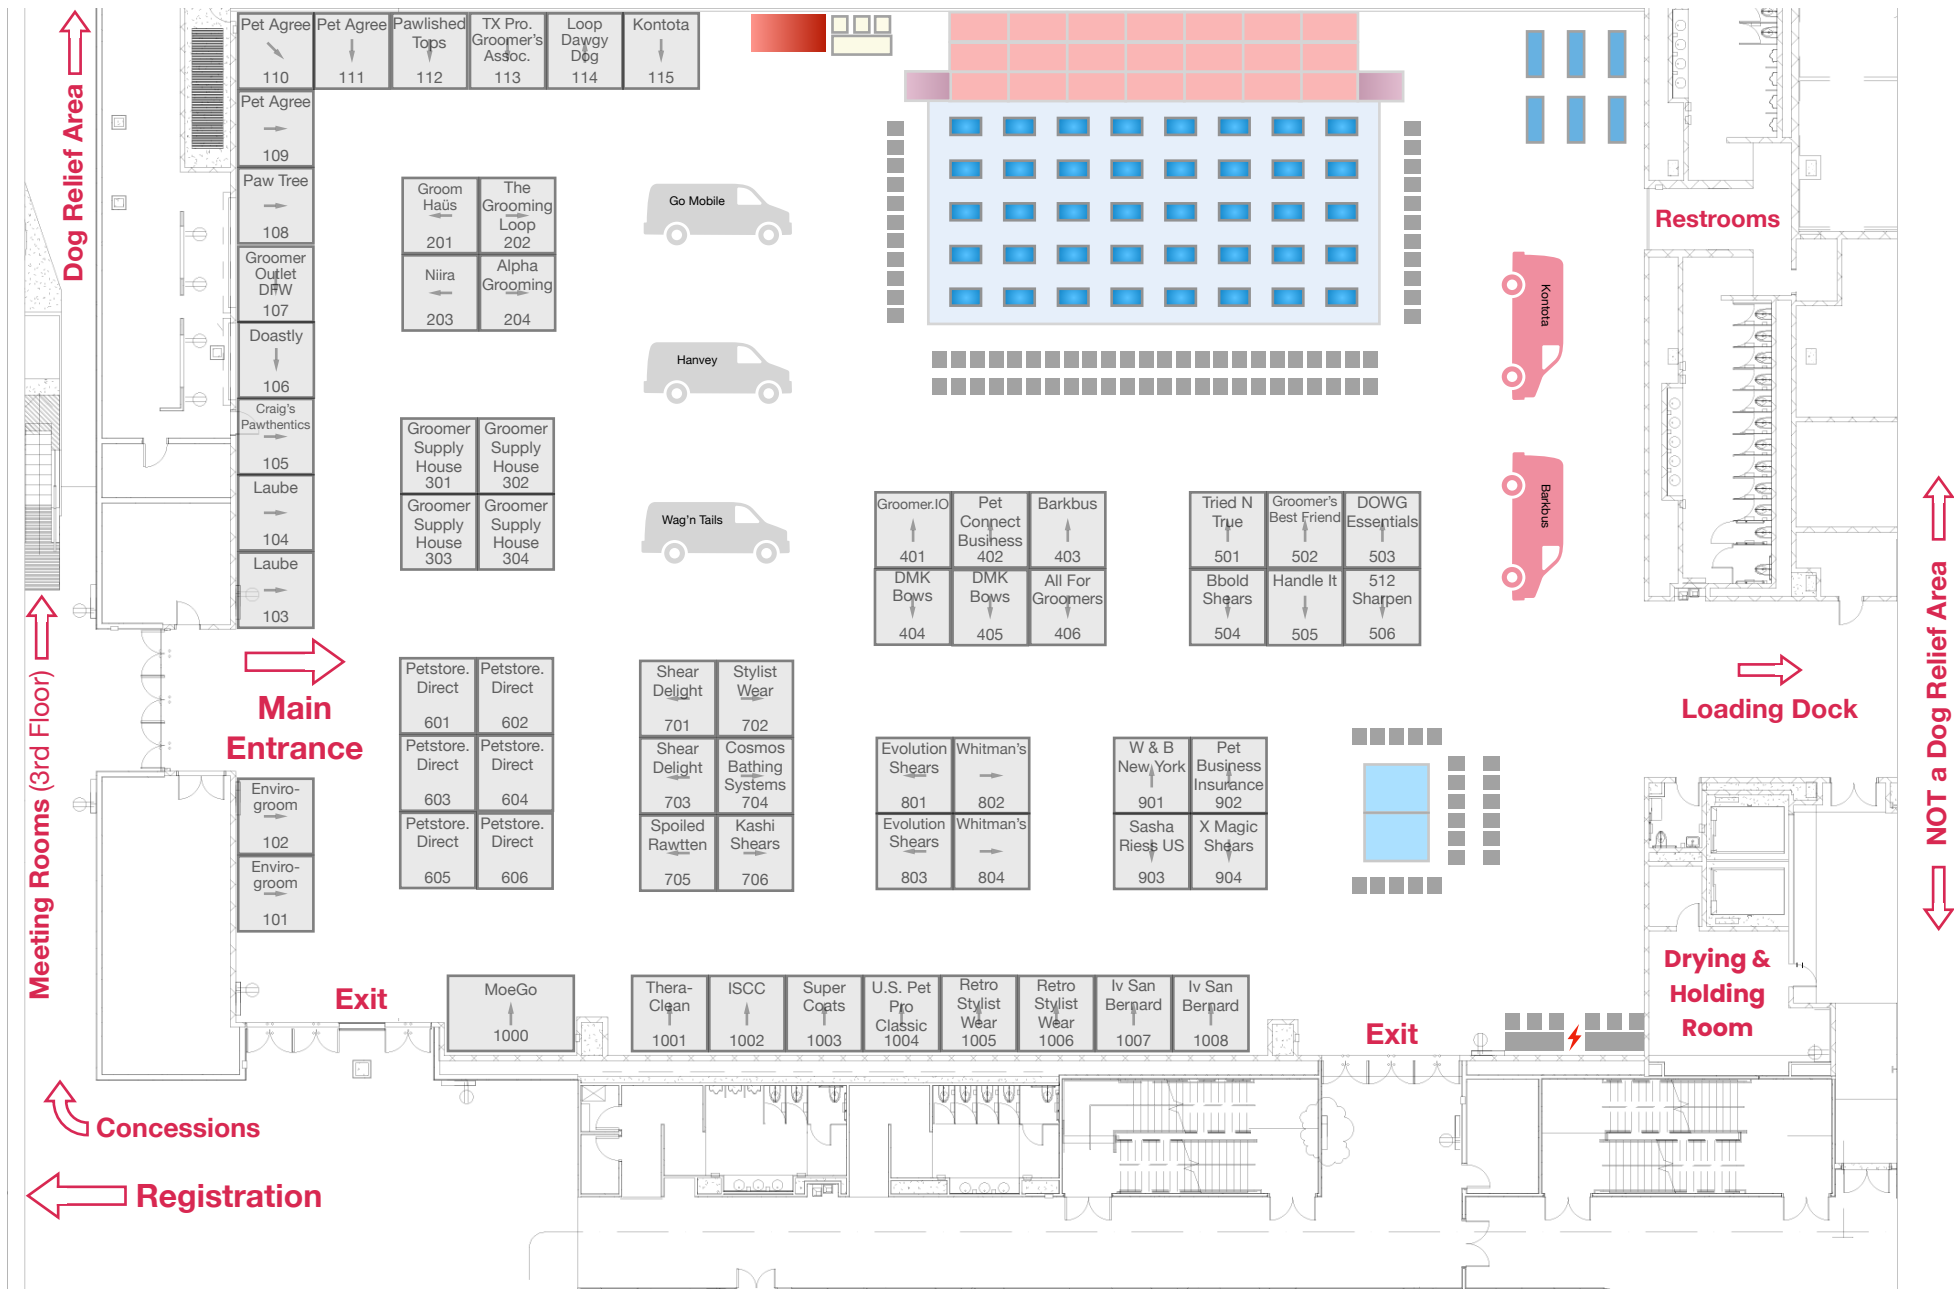 Dog Relief Area
Meeting Rooms (3rd Floor)
Pet Agree
110
Pet Agree
111
Pawlished
Tops
112
TX Pro.
Groomer's
Assoc.
113
Loop
Dawgy
Dog
114
Kontota
115
Pet Agree
109
Paw Tree
108
Groomer
Outlet
DFW
107
Doastly
106
Craig's
Pawthentics
105
Laube
104
Laube
103
Groom
Haüs
201
The
Grooming
Loop
202
Niira
203
Alpha
Grooming
204
Go Mobile
Hanvey
Wag'n Tails
Groomer
Supply
House
301
Groomer
Supply
House
302
Groomer
Supply
House
303
Groomer
Supply
House
304
Restrooms
Kontota
Barkbus
Groomer.IO
401
Pet
Connect
Business
402
Barkbus
403
DMK
Bows
404
DMK
Bows
405
All For
Groomers
406
Tried N
True
501
Groomer's
Best Friend
502
DOWG
Essentials
503
Bbold
Shears
504
Handle It
505
512
Sharpen
506
Main
Entrance
Enviro-
groom
102
Enviro-
groom
101
Petstore.
Direct
601
Petstore.
Direct
602
Petstore.
Direct
603
Petstore.
Direct
604
Petstore.
Direct
605
Petstore.
Direct
606
Shear
Delight
701
Stylist
Wear
702
Shear
Delight
703
Cosmos
Bathing
Systems
704
Spoiled
Rawtten
705
Kashi
Shears
706
Evolution
Shears
801
Whitman's
802
Evolution
Shears
803
Whitman's
804
W & B
New York
901
Pet
Business
Insurance
902
Sasha
Riess US
903
X Magic
Shears
904
Loading Dock
NOT a Dog Relief Area
Drying &
Holding
Room
Exit
MoeGo
1000
Thera-
Clean
1001
ISCC
1002
Super
Coats
1003
U.S. Pet
Pro
Classic
1004
Retro
Stylist
Wear
1005
Retro
Stylist
Wear
1006
Iv San
Bernard
1007
Iv San
Bernard
1008
Exit
Concessions
Registration